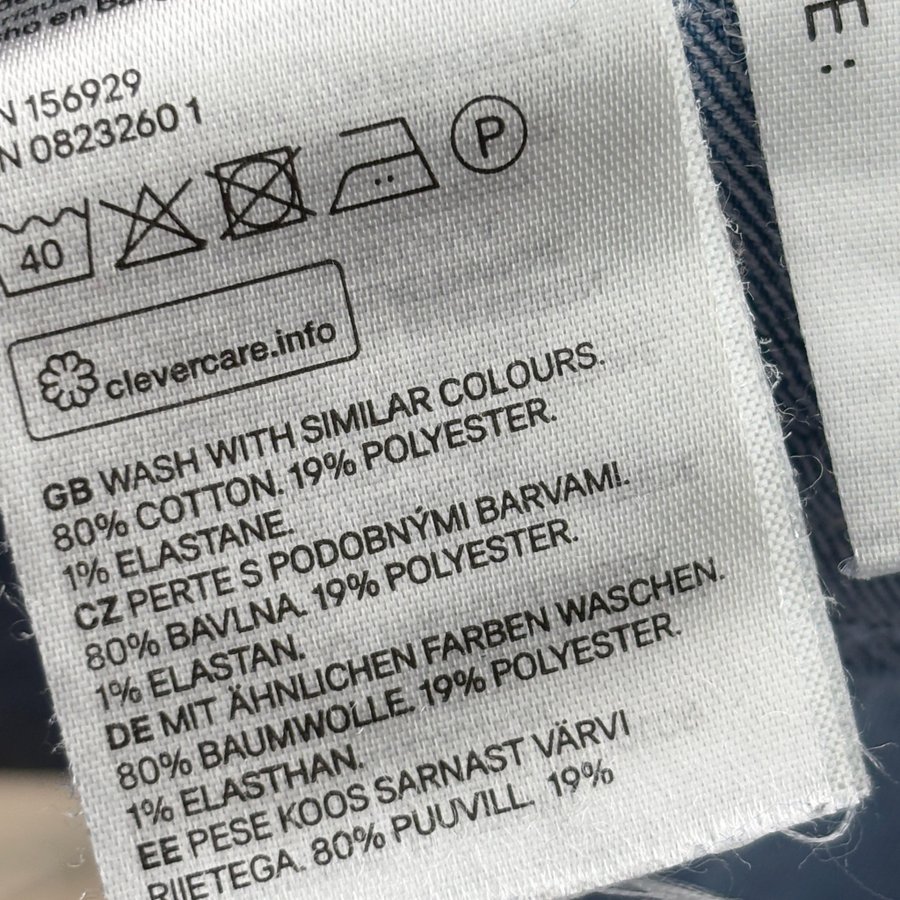 N 156929
N 0823260 1
40
P
clevercare.info
GB WASH WITH SIMILAR COLOURS.
80% COTTON. 19% POLYESTER.
1% ELASTANE.
CZ PERTE S PODOBNÝMI BARVAMI.
80% BAVLNA. 19% POLYESTER.
1% ELASTAN.
DE MIT ÄHNLICHEN FARBEN WASCHEN.
80% BAUMWOLLE. 19% POLYESTER.
1% ELASTHAN.
EE PESE KOOS SARNAST VÄRVI
RIIETEGA. 80% PUUVILL. 19%